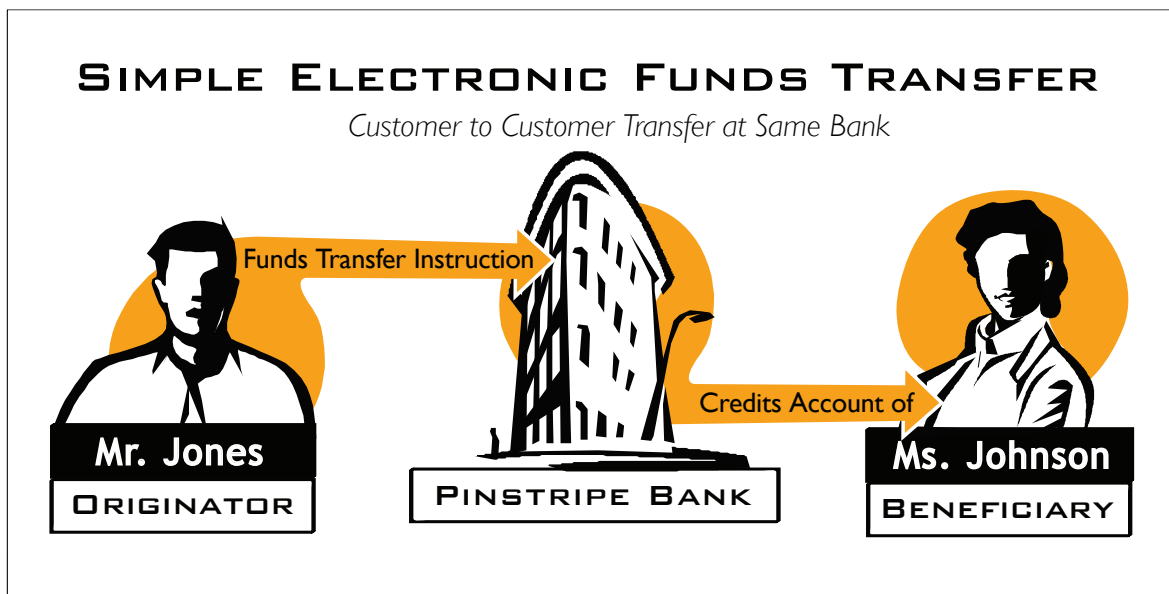 SIMPLE ELECTRONIC FUNDS TRANSFER
Customer to Customer Transfer at Same Bank
Funds Transfer Instruction
Credits Account of
Mr. Jones
ORIGINATOR
PINSTRIPE BANK
Ms. Johnson
BENEFICIARY